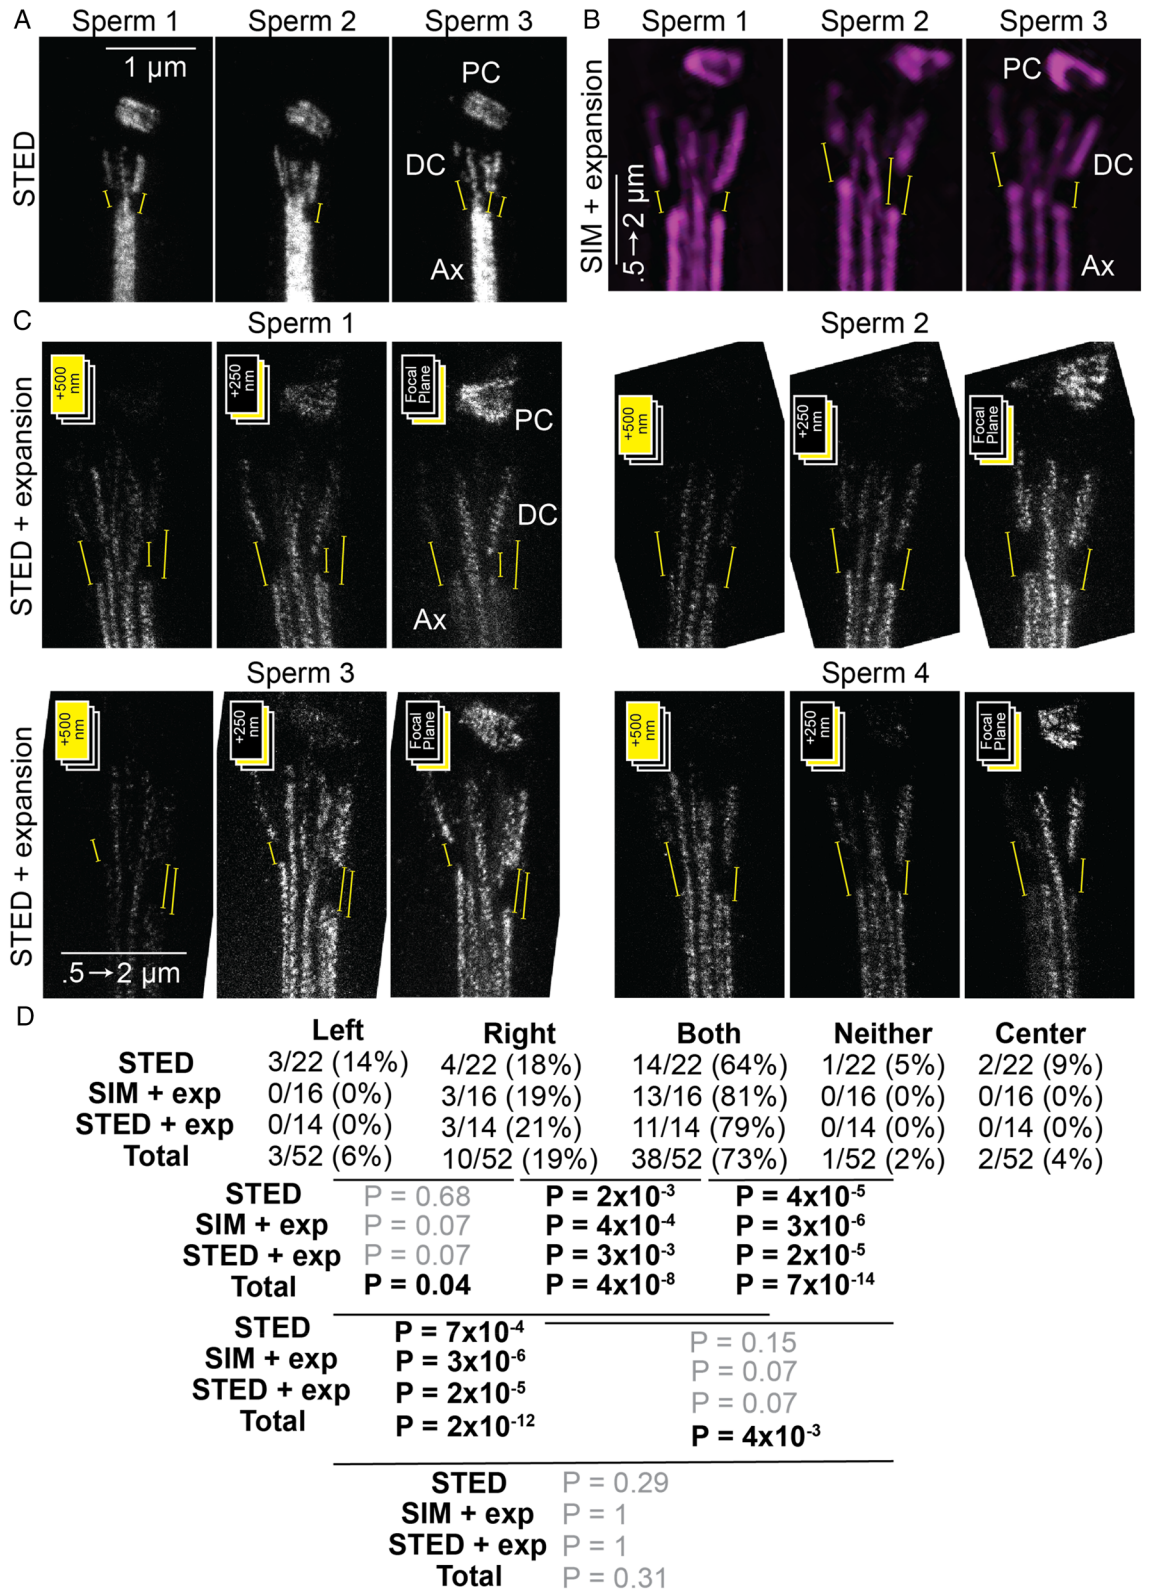 A Sperm 1 Sperm 2 Sperm 3
B Sperm 1 Sperm 2 Sperm 3
STED
1 µm
PC
DC
Ax
SIM + expansion
.5→2 µm
PC
DC
Ax
C Sperm 1 Sperm 2
STED + expansion
+500 nm
+250 nm
Focal Plane
PC
DC
Ax
+500 nm
+250 nm
Focal Plane
Sperm 3 Sperm 4
STED + expansion
+500 nm
+250 nm
Focal Plane
.5→2 µm
+500 nm
+250 nm
Focal Plane
D
Left Right Both Neither Center
STED 3/22 (14%) 4/22 (18%) 14/22 (64%) 1/22 (5%) 2/22 (9%)
SIM + exp 0/16 (0%) 3/16 (19%) 13/16 (81%) 0/16 (0%) 0/16 (0%)
STED + exp 0/14 (0%) 3/14 (21%) 11/14 (79%) 0/14 (0%) 0/14 (0%)
Total 3/52 (6%) 10/52 (19%) 38/52 (73%) 1/52 (2%) 2/52 (4%)
STED P = 0.68 P = 2x10⁻³ P = 4x10⁻⁵
SIM + exp P = 0.07 P = 4x10⁻⁴ P = 3x10⁻⁶
STED + exp P = 0.07 P = 3x10⁻³ P = 2x10⁻⁵
Total P = 0.04 P = 4x10⁻⁸ P = 7x10⁻¹⁴
STED P = 7x10⁻⁴ P = 0.15
SIM + exp P = 3x10⁻⁶ P = 0.07
STED + exp P = 2x10⁻⁵ P = 0.07
Total P = 2x10⁻¹² P = 4x10⁻³
STED P = 0.29
SIM + exp P = 1
STED + exp P = 1
Total P = 0.31